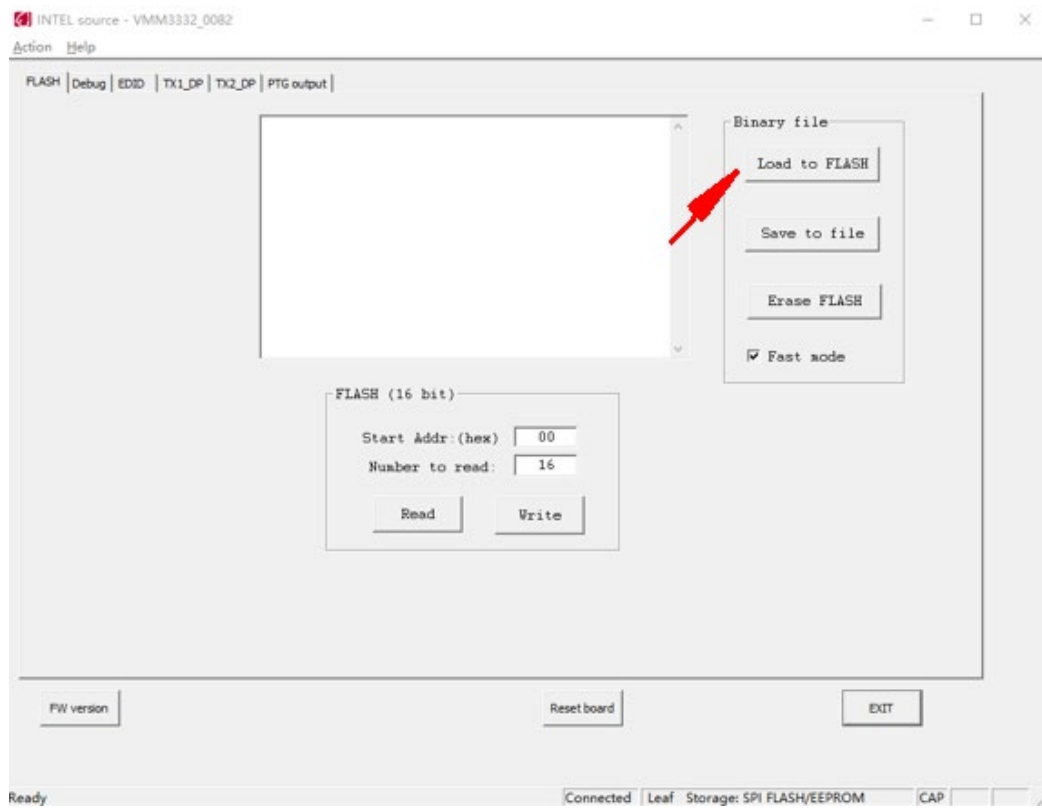 INTEL source - VMM3332_0082
Action Help
FLASH Debug EDID TX1_DP TX2_DP PTG output
Binary file
Load to FLASH
Save to file
Erase FLASH
Fast mode
FLASH (16 bit)
Start Addr:(hex) 00
Number to read: 16
Read Write
FW version Reset board EXIT
Ready Connected Leaf Storage: SPI FLASH/EEPROM CAP